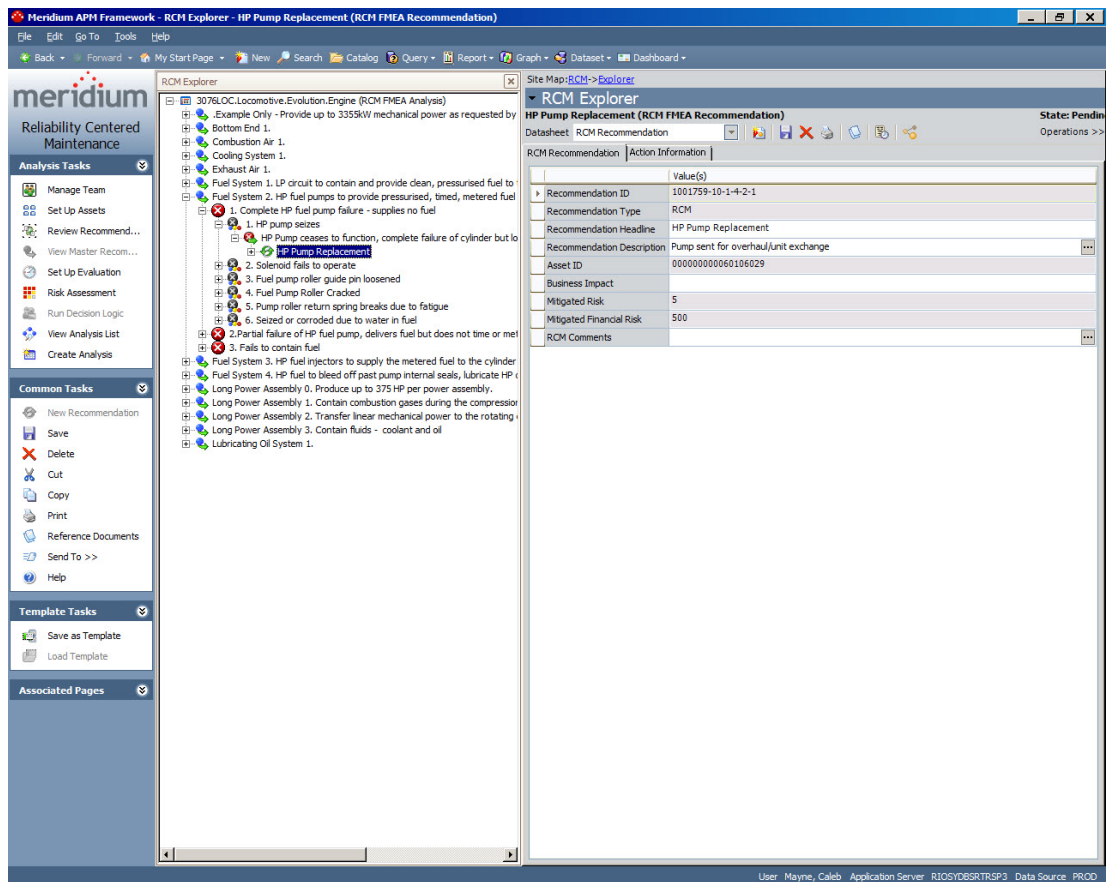 Meridium APM Framework - RCM Explorer - HP Pump Replacement (RCM FMEA Recommendation)
File Edit Go To Tools Help
Back Forward My Start Page New Search Catalog Query Report Graph Dataset Dashboard
meridium
Reliability Centered
Maintenance
Analysis Tasks
Manage Team
Set Up Assets
Review Recommend...
View Master Recom...
Set Up Evaluation
Risk Assessment
Run Decision Logic
View Analysis List
Create Analysis
Common Tasks
New Recommendation
Save
Delete
Cut
Copy
Print
Reference Documents
Send To >>
Help
Template Tasks
Save as Template
Load Template
Associated Pages
RCM Explorer
3076LOC.Locomotive.Evolution.Engine (RCM FMEA Analysis)
.Example Only - Provide up to 3355kW mechanical power as requested by
Bottom End 1.
Combustion Air 1.
Cooling System 1.
Exhaust Air 1.
Fuel System 1. LP circuit to contain and provide clean, pressurised fuel to
Fuel System 2. HP fuel pumps to provide pressurised, timed, metered fuel
1. Complete HP fuel pump failure - supplies no fuel
1. HP pump seizes
HP Pump ceases to function, complete failure of cylinder but lo
HP Pump Replacement
2. Solenoid fails to operate
3. Fuel pump roller guide pin loosened
4. Fuel Pump Roller Cracked
5. Pump roller return spring breaks due to fatigue
6. Seized or corroded due to water in fuel
2.Partial failure of HP fuel pump, delivers fuel but does not time or met
3. Fails to contain fuel
Fuel System 3. HP fuel injectors to supply the metered fuel to the cylinder
Fuel System 4. HP fuel to bleed off past pump internal seals, lubricate HP
Long Power Assembly 0. Produce up to 375 HP per power assembly.
Long Power Assembly 1. Contain combustion gases during the compression
Long Power Assembly 2. Transfer linear mechanical power to the rotating
Long Power Assembly 3. Contain fluids - coolant and oil
Lubricating Oil System 1.
Site Map:RCM->Explorer
RCM Explorer
HP Pump Replacement (RCM FMEA Recommendation) State: Pendin
Datasheet RCM Recommendation Operations >>
RCM Recommendation Action Information
Value(s)
Recommendation ID 1001759-10-1-4-2-1
Recommendation Type RCM
Recommendation Headline HP Pump Replacement
Recommendation Description Pump sent for overhaul/unit exchange
Asset ID 000000000060106029
Business Impact
Mitigated Risk 5
Mitigated Financial Risk 500
RCM Comments
User Mayne, Caleb Application Server RIOSYDBSRTRSP3 Data Source PROD